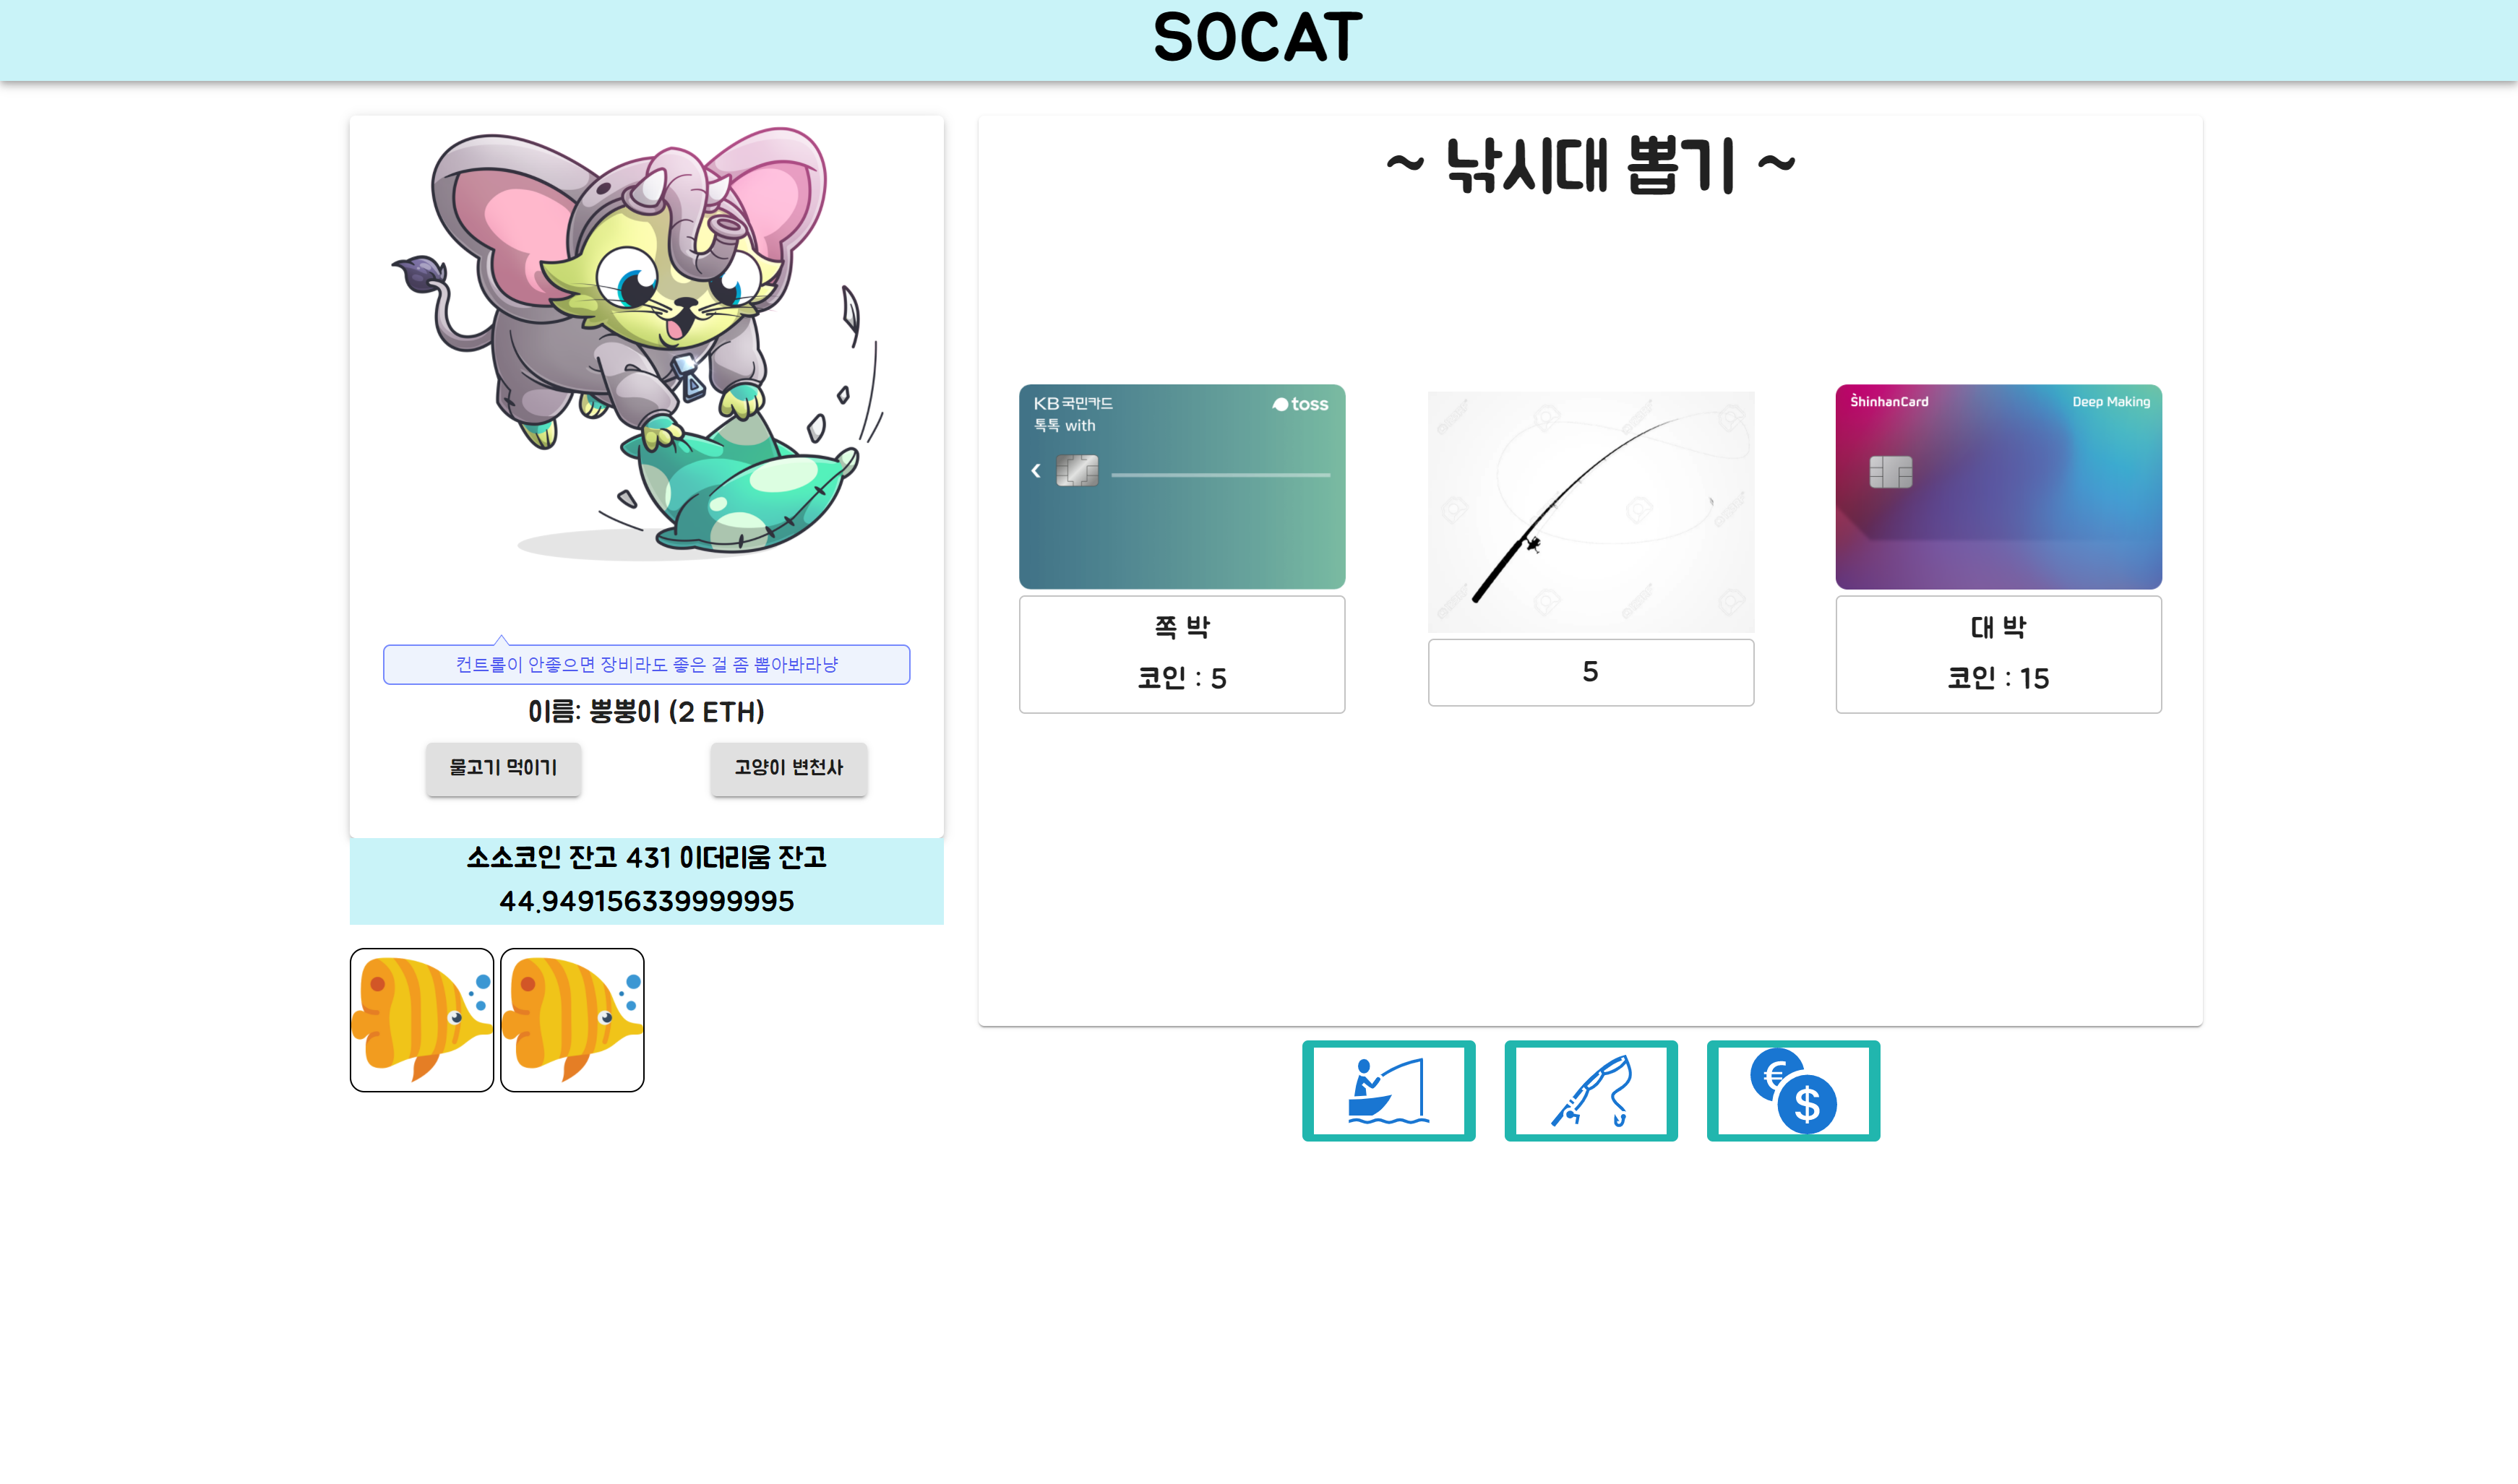 SOCAT
~ 낚시대 뽑기 ~
KB국민카드
톡톡 with
toss
ShinhanCard
Deep Making
쪽 박
코인 : 5
5
대 박
코인 : 15
컨트롤이 안좋으면 장비라도 좋은 걸 좀 뽑아봐라냥
이름: 뿡뿡이 (2 ETH)
물고기 먹이기
고양이 변천사
소소코인 잔고 431 이더리움 잔고
44.949156339999995